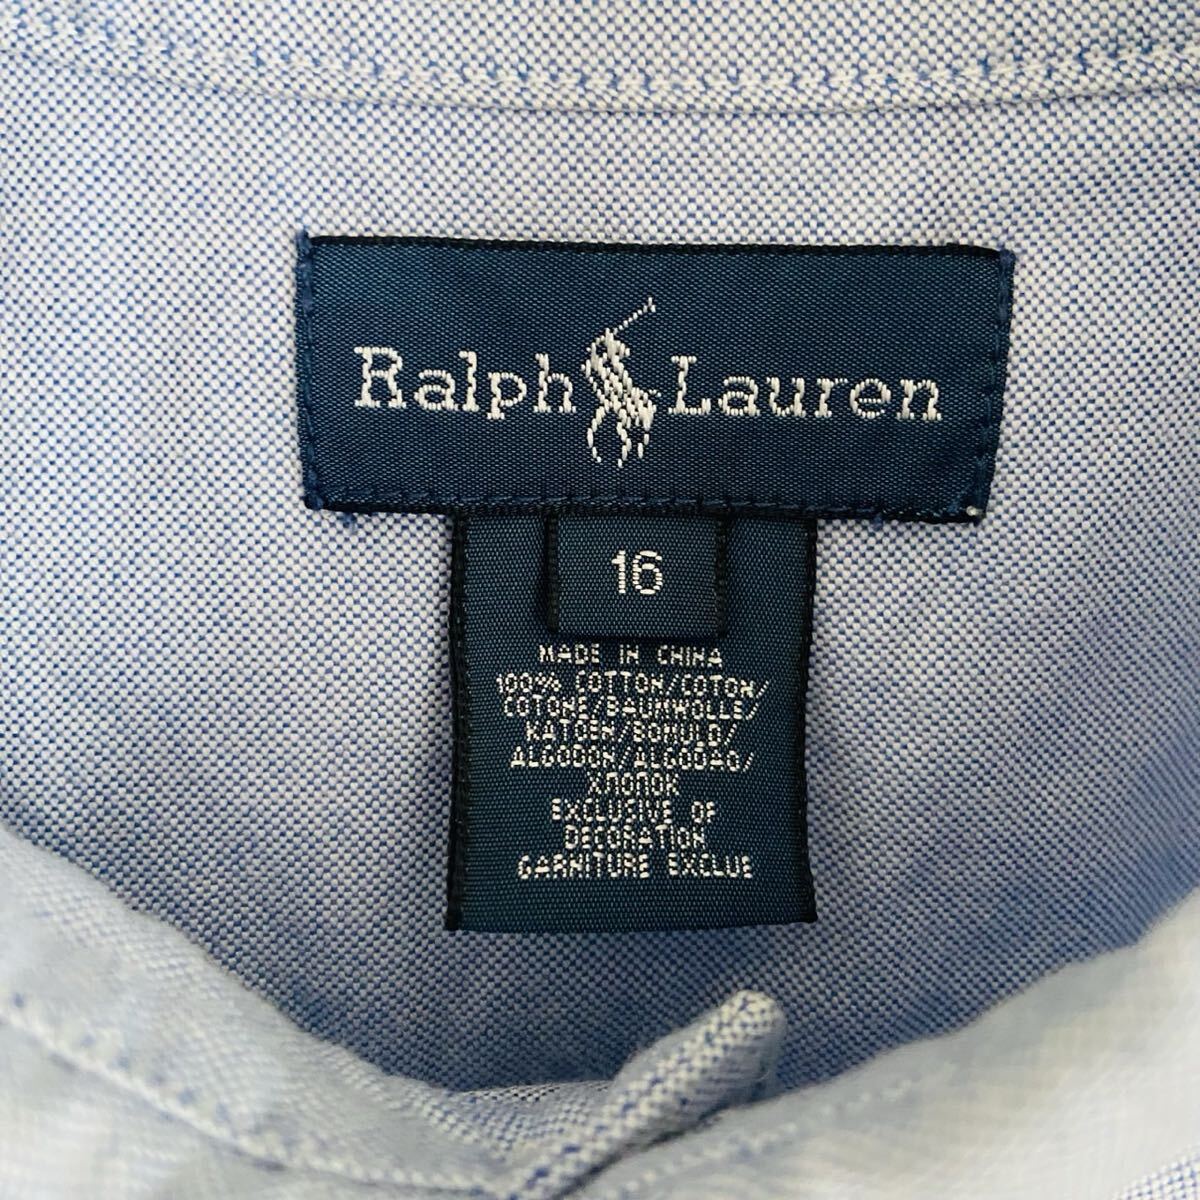 Ralph Lauren
16
MADE IN CHINA
100% COTTON/COTON/
COTONE/BAUMWOLLE/
KATOEN/BOMULD/
ALGODON/ALGODAO/
ХЛОПОК
EXCLUSIVE OF
DECORATION
GARNITURE EXCLUE